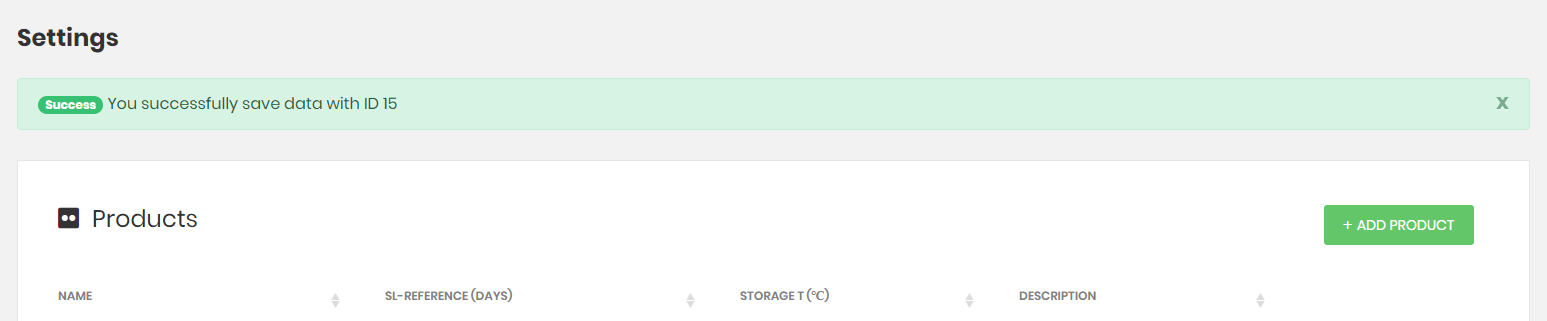 Settings
Success You successfully save data with ID 15 x
Products
+ ADD PRODUCT
NAME SL-REFERENCE (DAYS) STORAGE T (°C) DESCRIPTION